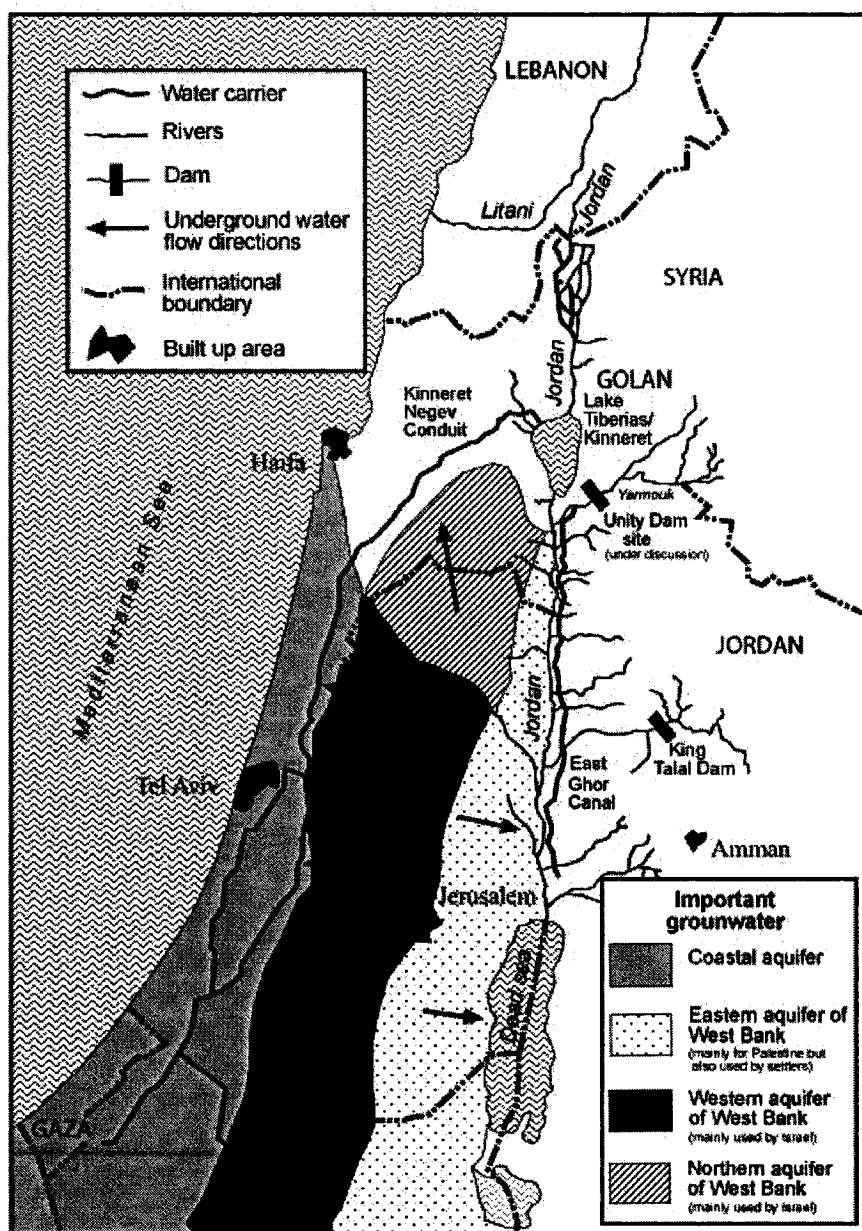 Water carrier
Rivers
Dam
Underground water
flow directions
International
boundary
Built up area
LEBANON
Litani
Jordan
SYRIA
Jordan
GOLAN
Kinneret
Negev
Conduit
Lake
Tiberias/
Kinneret
Haifa
Yarmouk
Unity Dam
site
(under discussion)
Mediterranean Sea
JORDAN
Jordan
King
Talal Dam
Tel Aviv
East
Ghor
Canal
Amman
Jerusalem
Dead sea
GAZA
Important
grounwater
Coastal aquifer
Eastern aquifer of
West Bank
(mainly for Palestine but
also used by settlers)
Western aquifer
of West Bank
(mainly used by Israel)
Northern aquifer
of West Bank
(mainly used by Israel)